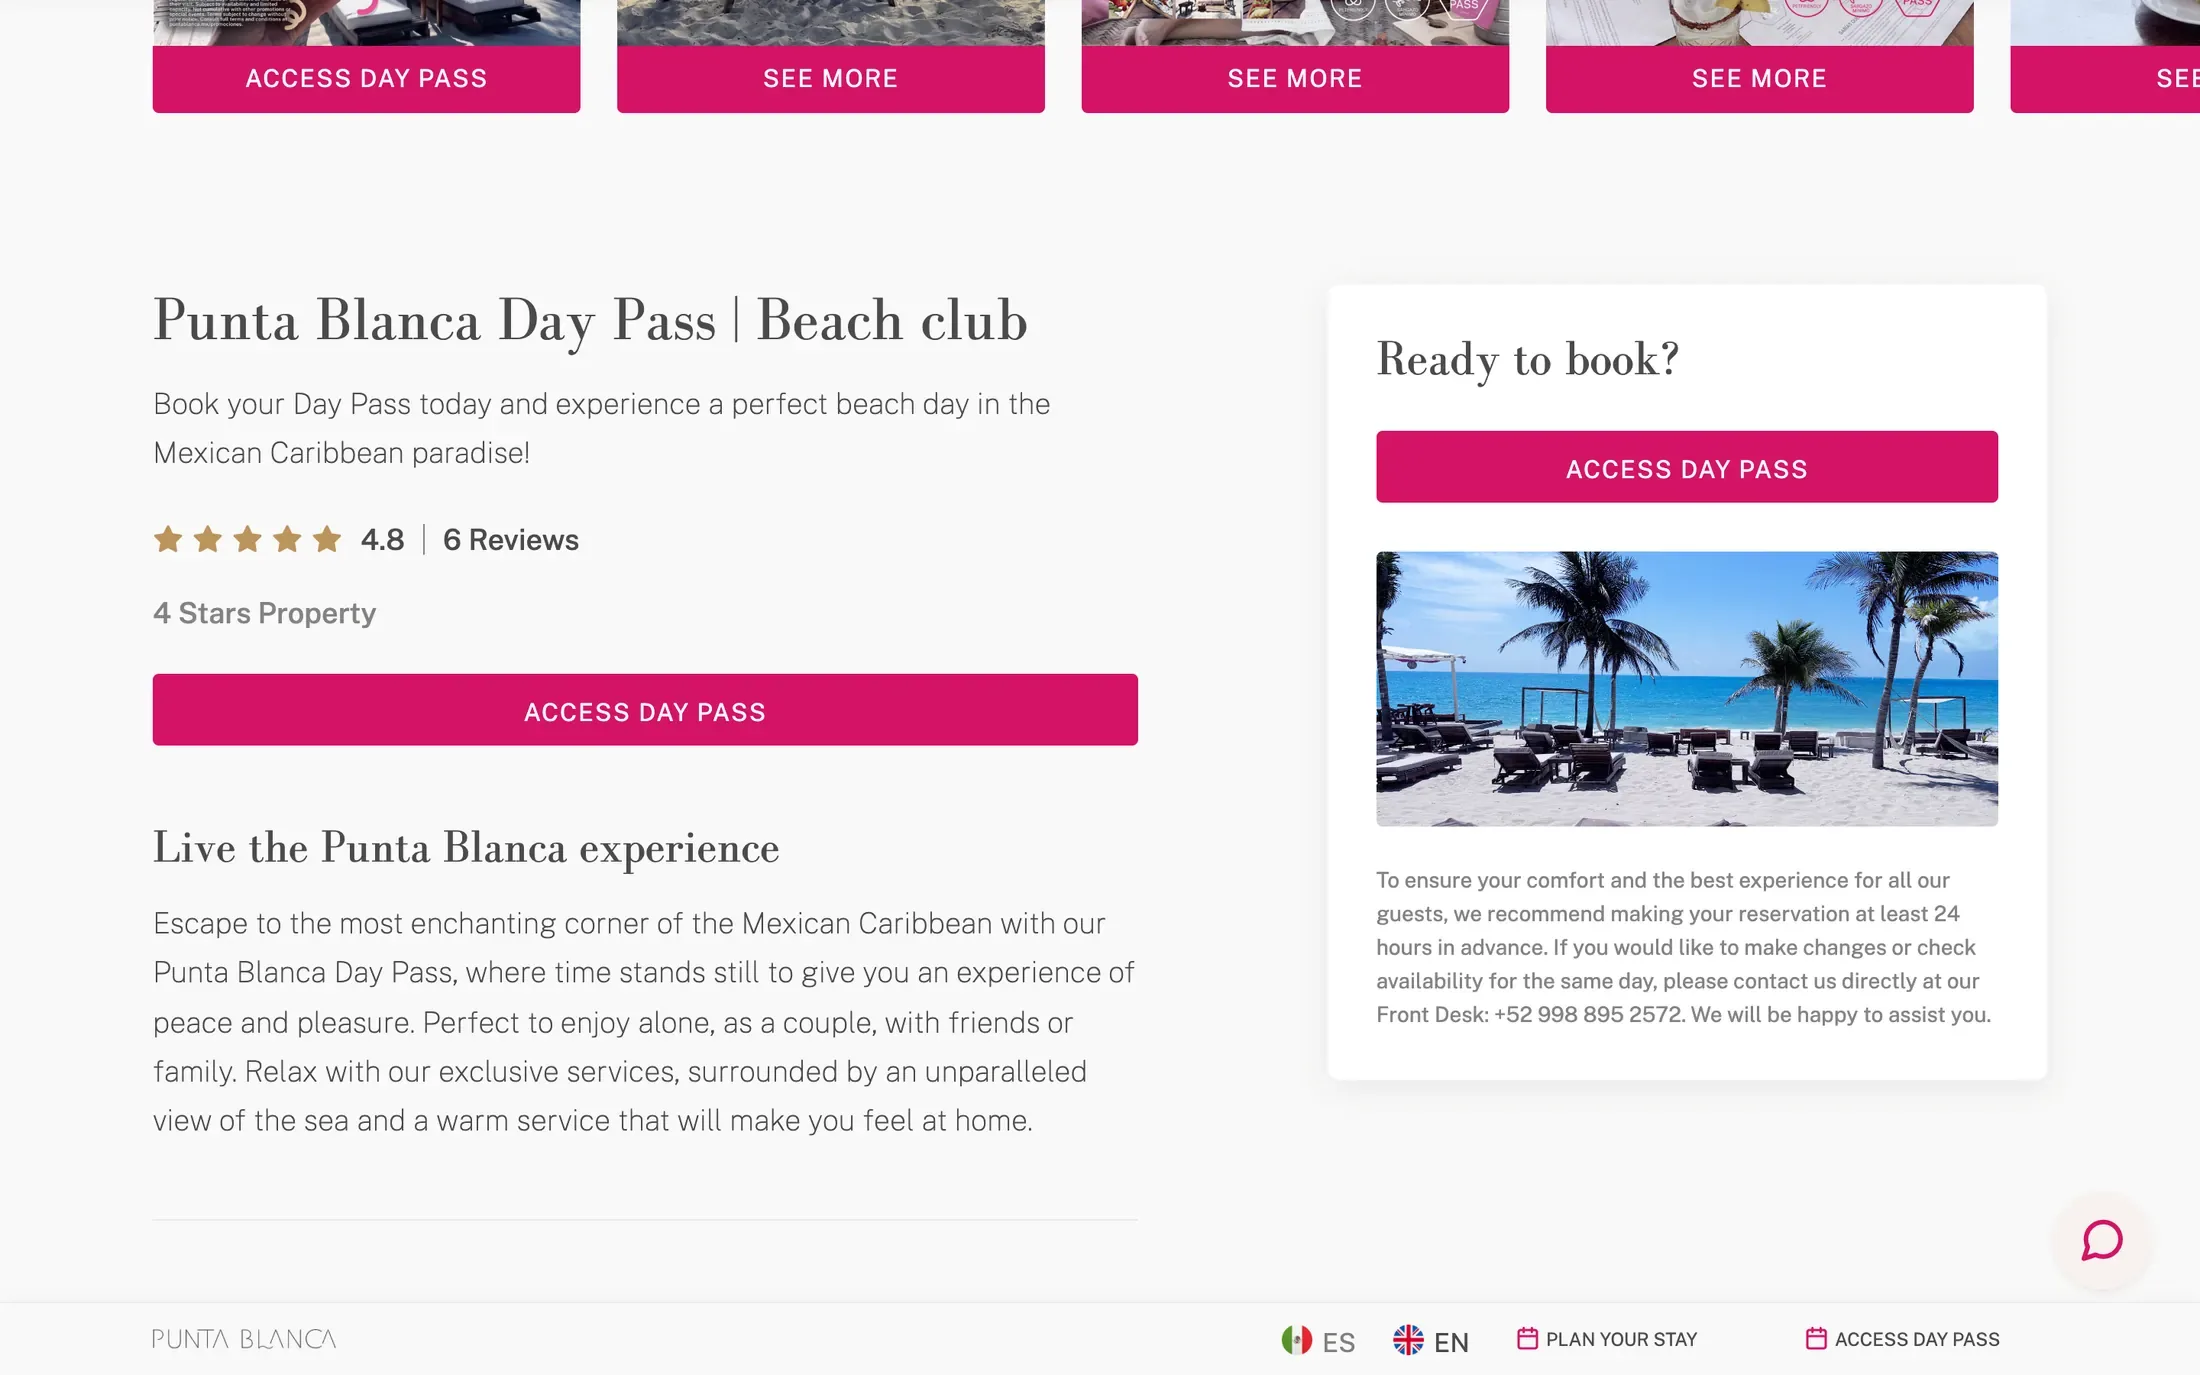 ACCESS DAY PASS
SEE MORE
SEE MORE
PASS
SEE MORE
Punta Blanca Day Pass | Beach club
Book your Day Pass today and experience a perfect beach day in the
Mexican Caribbean paradise!
4.8 | 6 Reviews
4 Stars Property
ACCESS DAY PASS
Live the Punta Blanca experience
Escape to the most enchanting corner of the Mexican Caribbean with our
Punta Blanca Day Pass, where time stands still to give you an experience of
peace and pleasure. Perfect to enjoy alone, as a couple, with friends or
family. Relax with our exclusive services, surrounded by an unparalleled
view of the sea and a warm service that will make you feel at home.
Ready to book?
ACCESS DAY PASS
To ensure your comfort and the best experience for all our
guests, we recommend making your reservation at least 24
hours in advance. If you would like to make changes or check
availability for the same day, please contact us directly at our
Front Desk: +52 998 895 2572. We will be happy to assist you.
PUNTA BLANCA
ES
EN
PLAN YOUR STAY
ACCESS DAY PASS